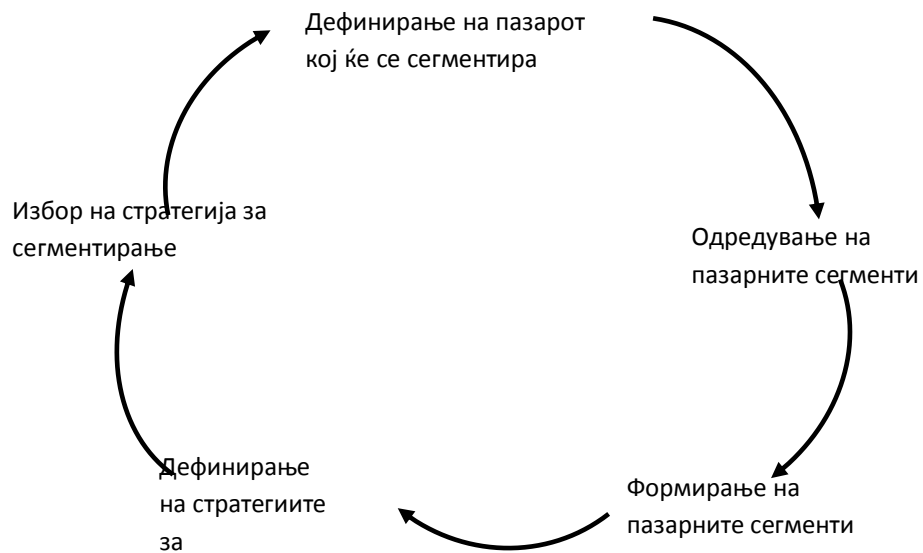 Дефинирање на пазарот
кој ќе се сегментира
Избор на стратегија за
сегментирање
Одредување на
пазарните сегменти
Дефинирање
на стратегиите
за
Формирање на
пазарните сегменти